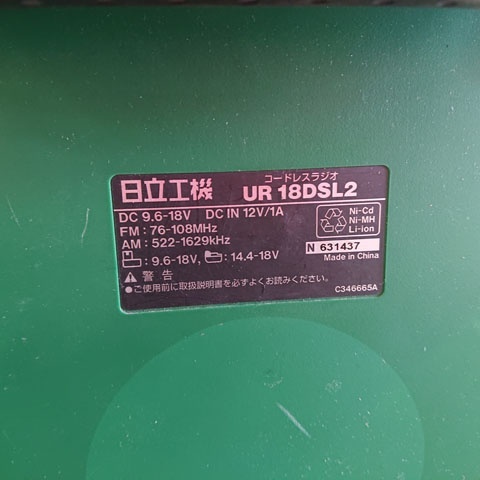 コードレスラジオ
日立工機 UR 18DSL2
DC 9.6-18V DC IN 12V/1A
FM : 76-108MHz
AM : 522-1629kHz
: 9.6-18V, : 14.4-18V
Ni-Cd
Ni-MH
Li-ion
N 631437
Made in China
警告
●ご使用前に取扱説明書を必ずよくお読みください。
C346665A